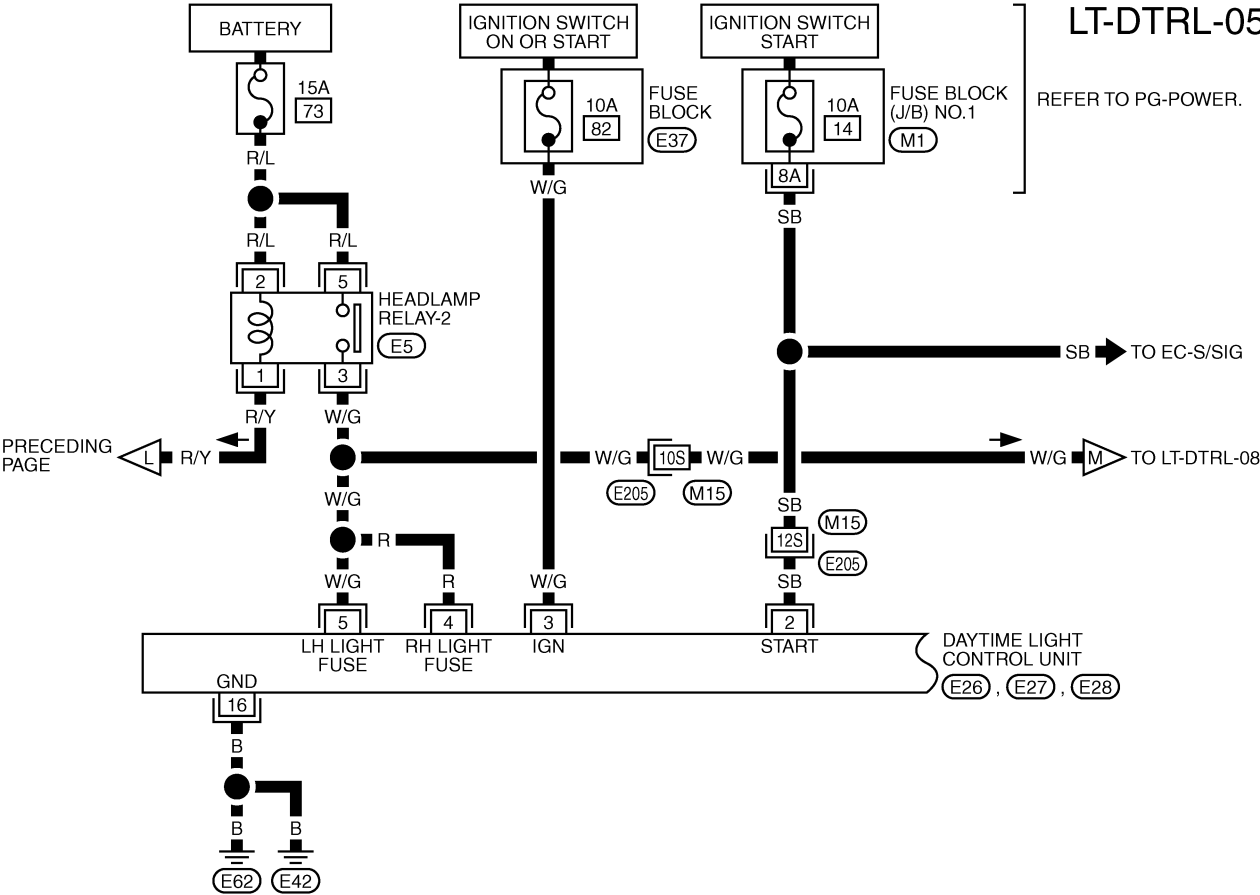 LT-DTRL-05
BATTERY
IGNITION SWITCH
ON OR START
IGNITION SWITCH
START
15A
73
10A
82
FUSE
BLOCK
E37
10A
14
FUSE BLOCK
(J/B) NO.1
M1
REFER TO PG-POWER.
8A
R/L
W/G
SB
R/L
R/L
2
5
HEADLAMP
RELAY-2
E5
1
3
SB
TO EC-S/SIG
R/Y
W/G
PRECEDING
PAGE
L
R/Y
W/G
10S
W/G
W/G
M
TO LT-DTRL-08
E205
M15
W/G
SB
M15
12S
E205
R
W/G
R
W/G
SB
5
4
3
2
LH LIGHT
FUSE
RH LIGHT
FUSE
IGN
START
DAYTIME LIGHT
CONTROL UNIT
E26 , E27 , E28
GND
16
B
B
B
E62
E42